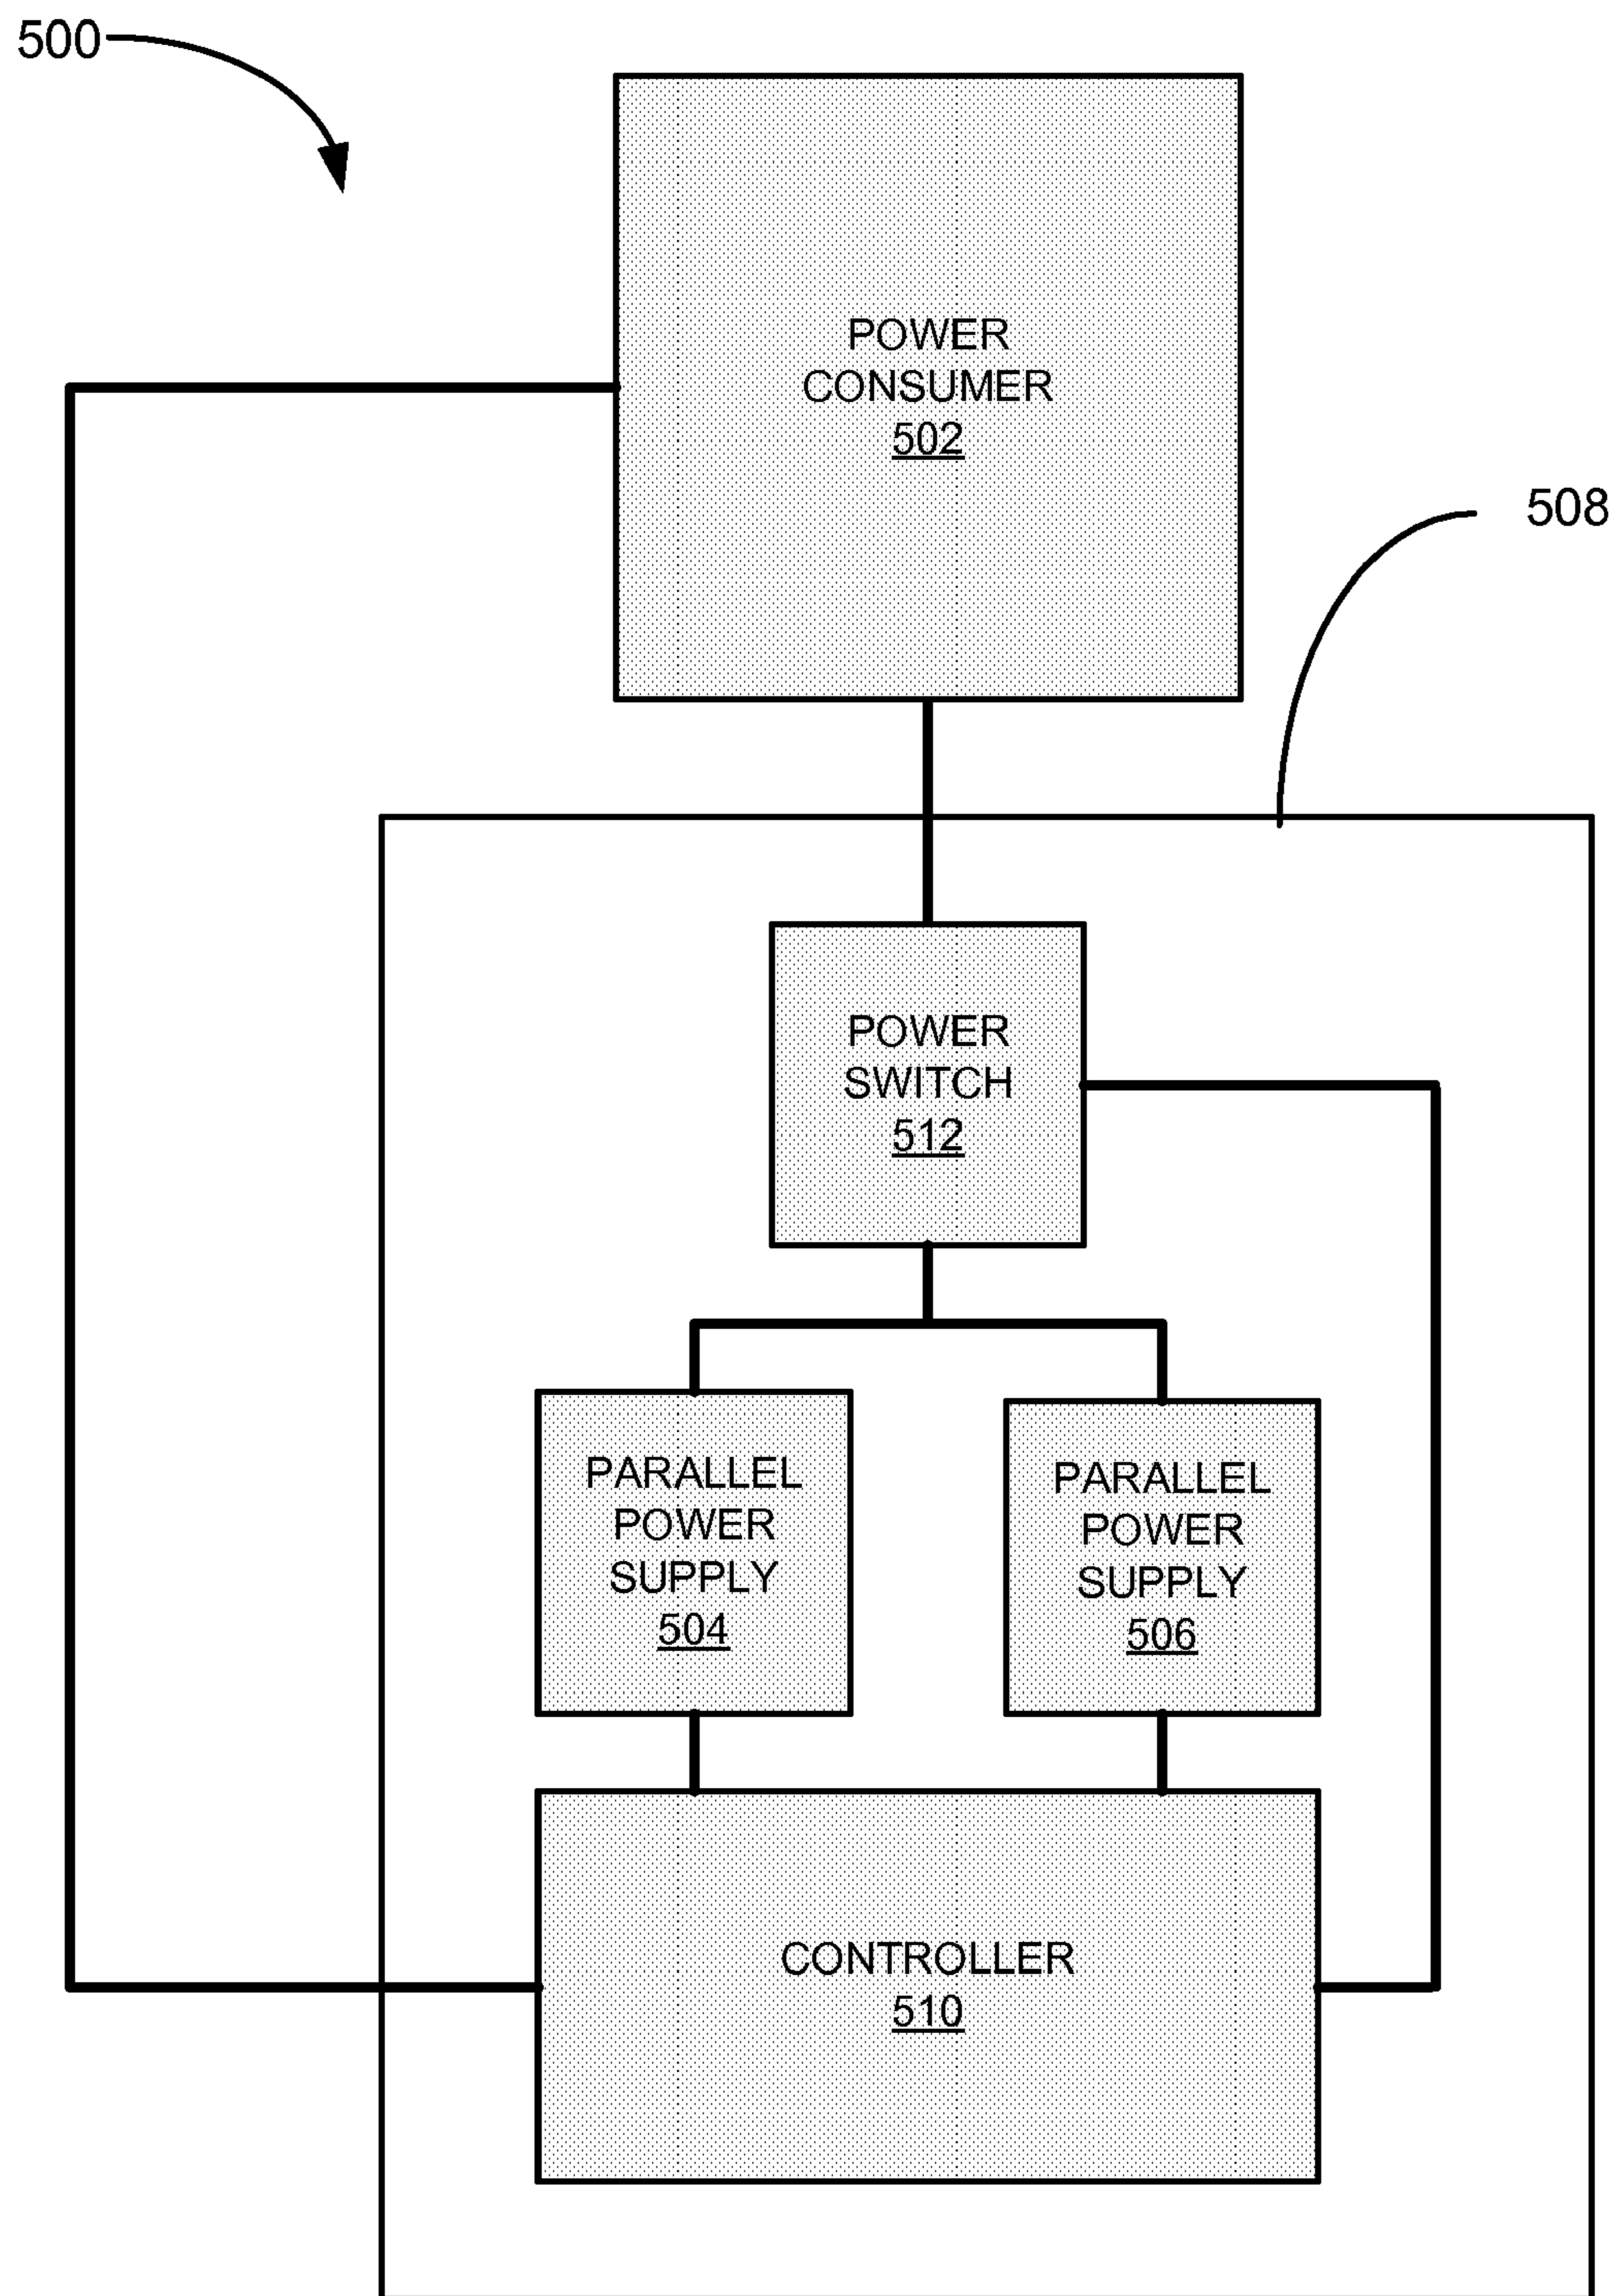 500
POWER
CONSUMER
502
508
POWER
SWITCH
512
PARALLEL
POWER
SUPPLY
504
PARALLEL
POWER
SUPPLY
506
CONTROLLER
510